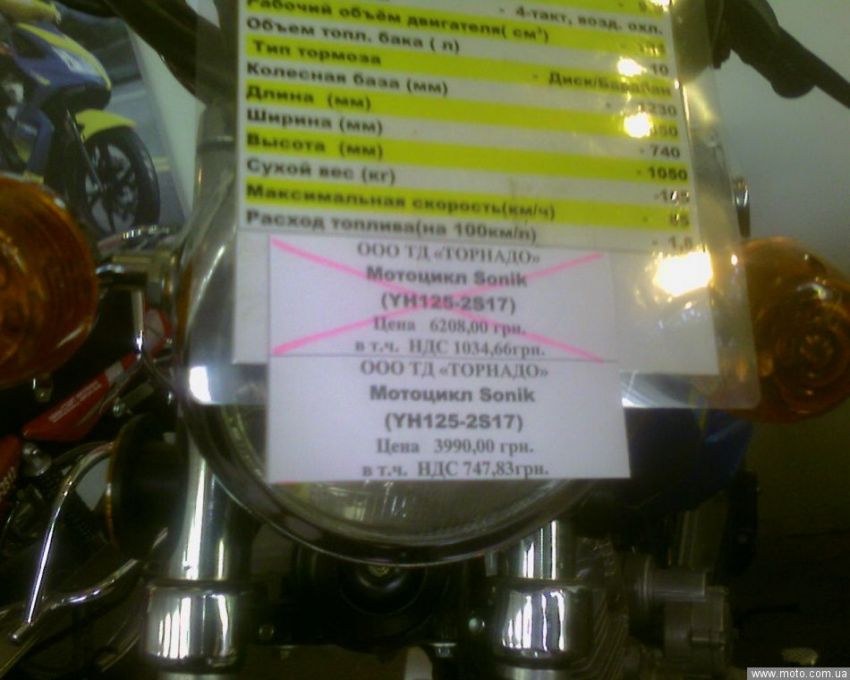 Рабочий объём двигателя( см³) - 4-такт, возд. охл.
Объем топл. бака ( л)
Тип тормоза - 10
Колесная база (мм) - Диск/Барабан
Длина (мм) - 1230
Ширина (мм)
Высота (мм) - 740
Сухой вес (кг) - 1050
Максимальная скорость(км/ч)
Расход топлива(на 100км/л) - 85
ООО ТД «ТОРНАДО»
Мотоцикл Sonik
(YH125-2S17)
Цена 6208,00 грн.
в т.ч. НДС 1034,66грн.
ООО ТД «ТОРНАДО»
Мотоцикл Sonik
(YH125-2S17)
Цена 3990,00 грн.
в т.ч. НДС 747,83грн.
www.moto.com.ua